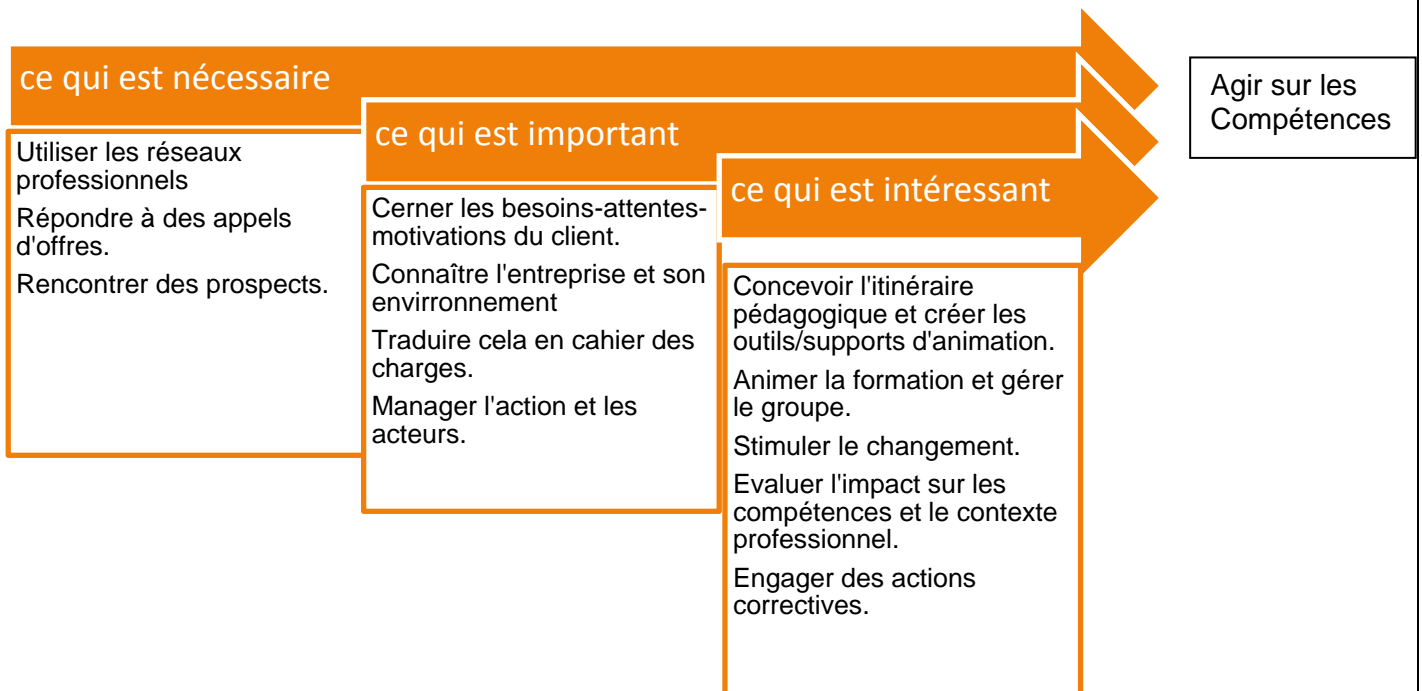 ce qui est nécessaire
Utiliser les réseaux
professionnels
Répondre à des appels
d'offres.
Rencontrer des prospects.
ce qui est important
Cerner les besoins-attentes-
motivations du client.
Connaître l'entreprise et son
envirronnement
Traduire cela en cahier des
charges.
Manager l'action et les
acteurs.
ce qui est intéressant
Concevoir l'itinéraire
pédagogique et créer les
outils/supports d'animation.
Animer la formation et gérer
le groupe.
Stimuler le changement.
Evaluer l'impact sur les
compétences et le contexte
professionnel.
Engager des actions
correctives.
Agir sur les
Compétences